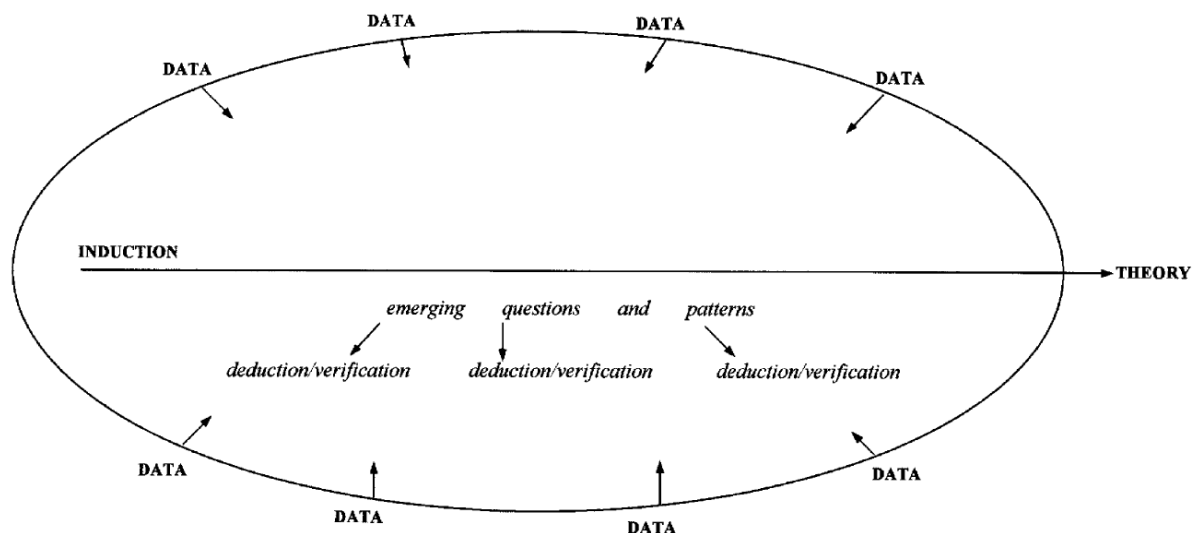 DATA DATA
DATA DATA
INDUCTION
THEORY
emerging questions and patterns
deduction/verification deduction/verification deduction/verification
DATA DATA
DATA DATA